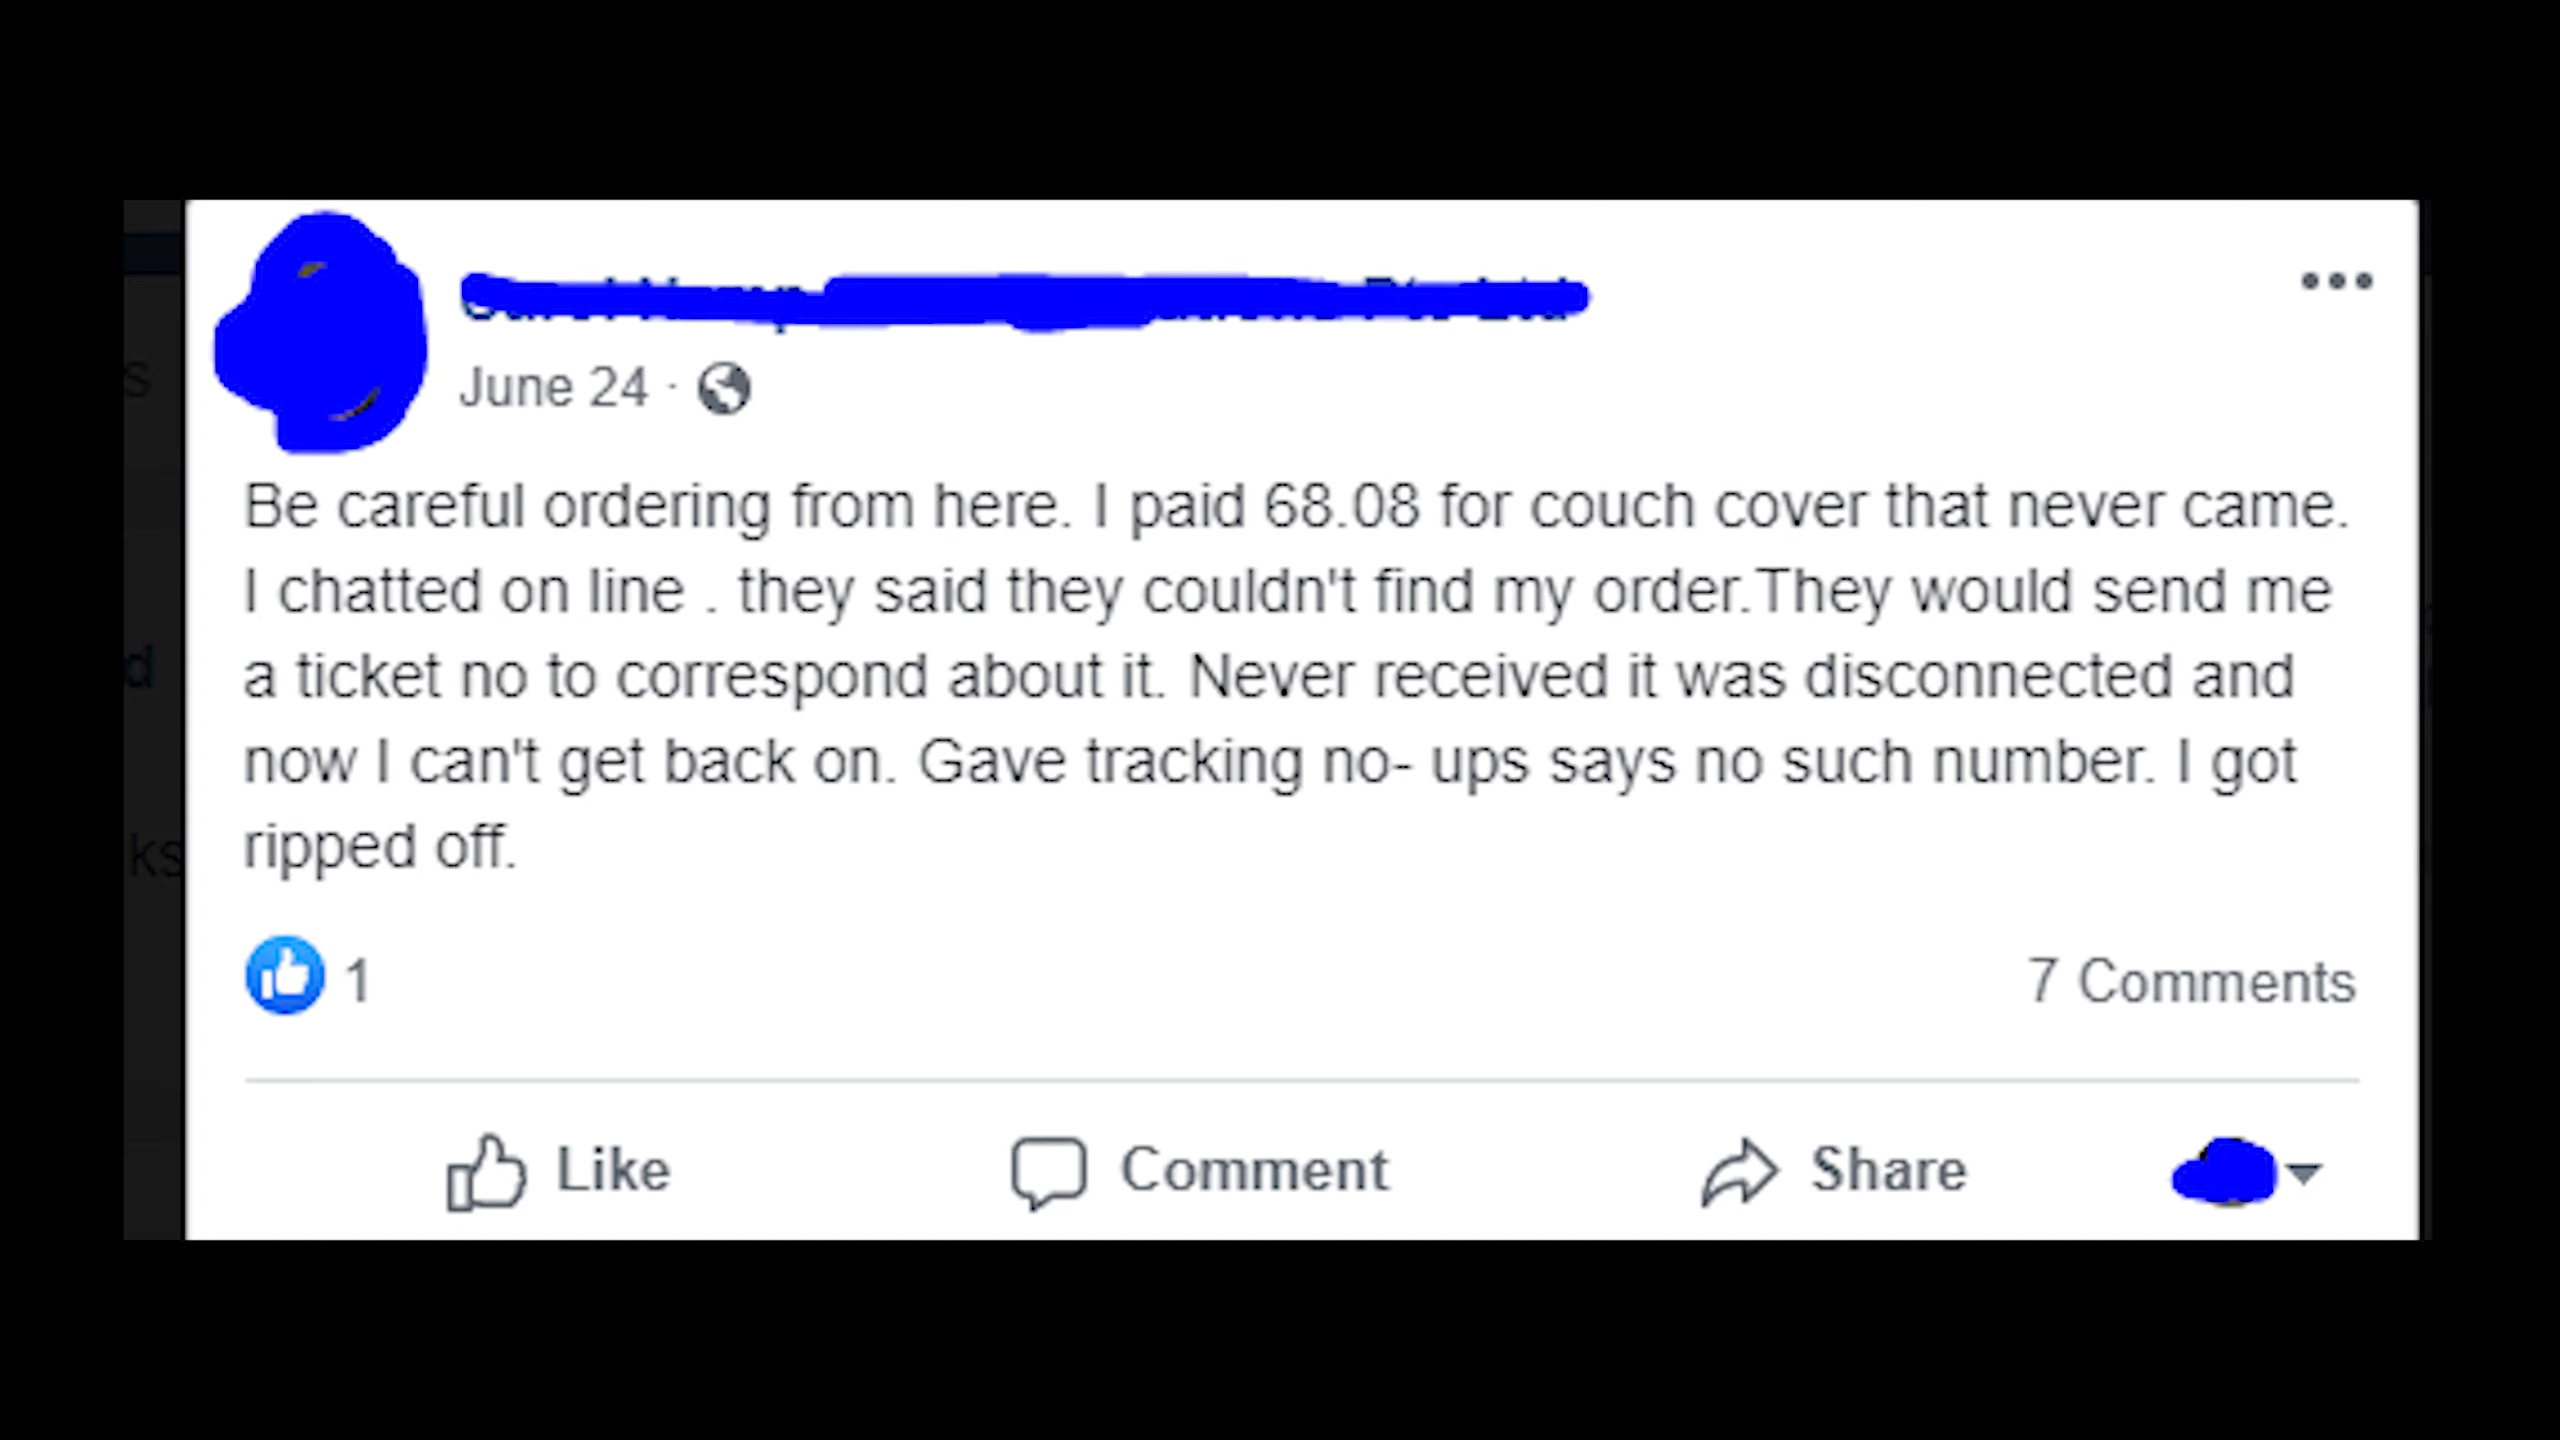 June 24 ·
Be careful ordering from here. I paid 68.08 for couch cover that never came.
I chatted on line . they said they couldn't find my order.They would send me
a ticket no to correspond about it. Never received it was disconnected and
now I can't get back on. Gave tracking no- ups says no such number. I got
ripped off.
1
7 Comments
Like
Comment
Share
s
d
ks